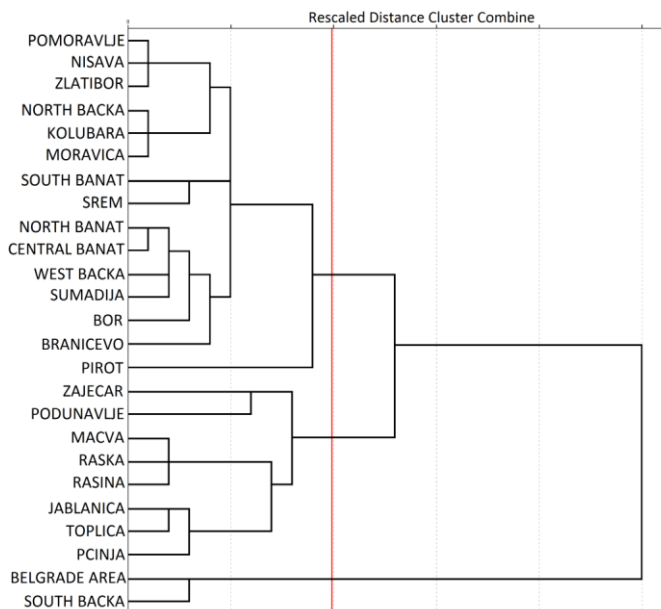 Rescaled Distance Cluster Combine
POMORAVLJE
NISAVA
ZLATIBOR
NORTH BACKA
KOLUBARA
MORAVICA
SOUTH BANAT
SREM
NORTH BANAT
CENTRAL BANAT
WEST BACKA
SUMADIJA
BOR
BRANICEVO
PIROT
ZAJECAR
PODUNAVLJE
MACVA
RASKA
RASINA
JABLANICA
TOPLICA
PCINJA
BELGRADE AREA
SOUTH BACKA